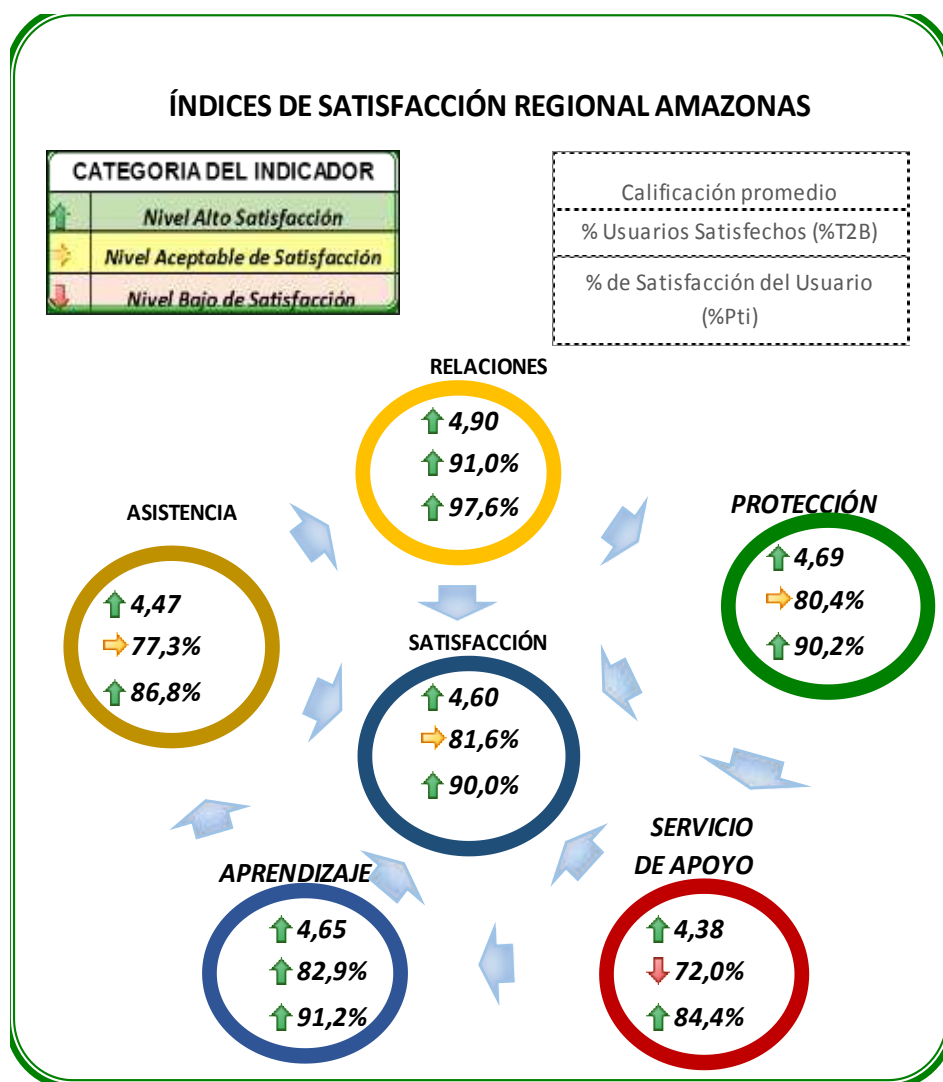 ÍNDICES DE SATISFACCIÓN REGIONAL AMAZONAS
CATEGORIA DEL INDICADOR
Nivel Alto Satisfacción
Nivel Aceptable de Satisfacción
Nivel Bajo de Satisfacción
Calificación promedio
% Usuarios Satisfechos (%T2B)
% de Satisfacción del Usuario
(%Pti)
RELACIONES
4,90
91,0%
97,6%
ASISTENCIA
4,47
77,3%
86,8%
PROTECCIÓN
4,69
80,4%
90,2%
SATISFACCIÓN
4,60
81,6%
90,0%
APRENDIZAJE
4,65
82,9%
91,2%
SERVICIO
DE APOYO
4,38
72,0%
84,4%